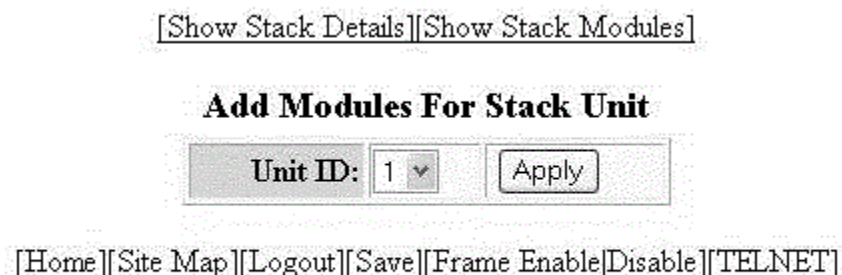 [Show Stack Details][Show Stack Modules]
Add Modules For Stack Unit
Unit ID: 1 Apply
[Home][Site Map][Logout][Save][Frame Enable|Disable][TELNET]